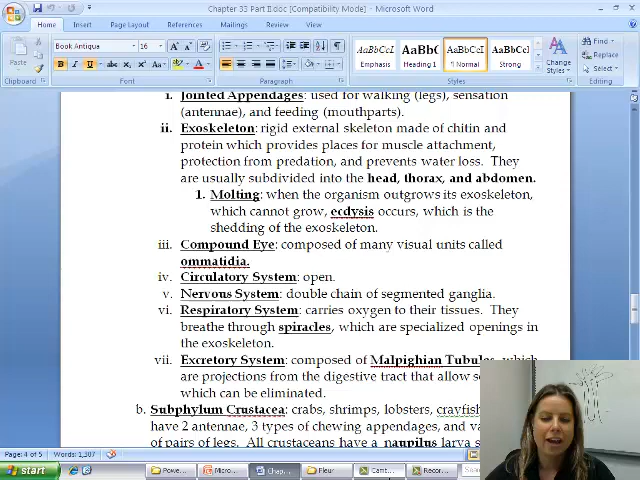 Chapter 33 Part B.doc [Compatibility Mode] - Microsoft Word
Home Insert Page Layout References Mailings Review View
Book Antiqua 16
Paste
Clipboard Font Paragraph Styles Editing
AaBbCcI AaBb( AaBbCcI AaBbCc
Emphasis Heading 1 ¶ Normal Strong
Change Styles
Find
Replace
Select
i. Jointed Appendages: used for walking (legs), sensation
(antennae), and feeding (mouthparts).
ii. Exoskeleton: rigid external skeleton made of chitin and
protein which provides places for muscle attachment,
protection from predation, and prevents water loss. They
are usually subdivided into the head, thorax, and abdomen.
1. Molting: when the organism outgrows its exoskeleton,
which cannot grow, ecdysis occurs, which is the
shedding of the exoskeleton.
iii. Compound Eye: composed of many visual units called
ommatidia.
iv. Circulatory System: open.
v. Nervous System: double chain of segmented ganglia.
vi. Respiratory System: carries oxygen to their tissues. They
breathe through spiracles, which are specialized openings in
the exoskeleton.
vii. Excretory System: composed of Malpighian Tubules, which
are projections from the digestive tract that allow
which can be eliminated.
b. Subphylum Crustacea: crabs, shrimps, lobsters, crayfish
have 2 antennae, 3 types of chewing appendages, and
of pairs of legs. All crustaceans have a nauplius larva
Page: 4 of 5 Words: 1,307
start Power... Micro... Chap... Fleur Camt... Recor...